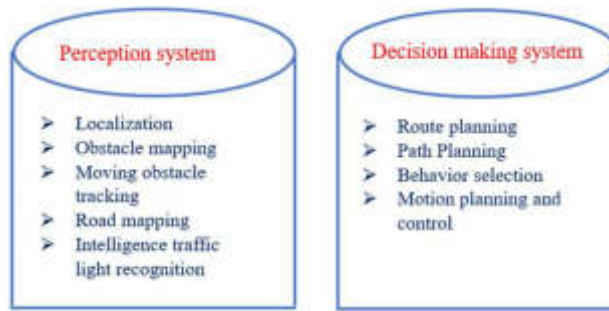 Perception system
➢ Localization
➢ Obstacle mapping
➢ Moving obstacle
tracking
➢ Road mapping
➢ Intelligence traffic
light recognition
Decision making system
➢ Route planning
➢ Path Planning
➢ Behavior selection
➢ Motion planning and
control